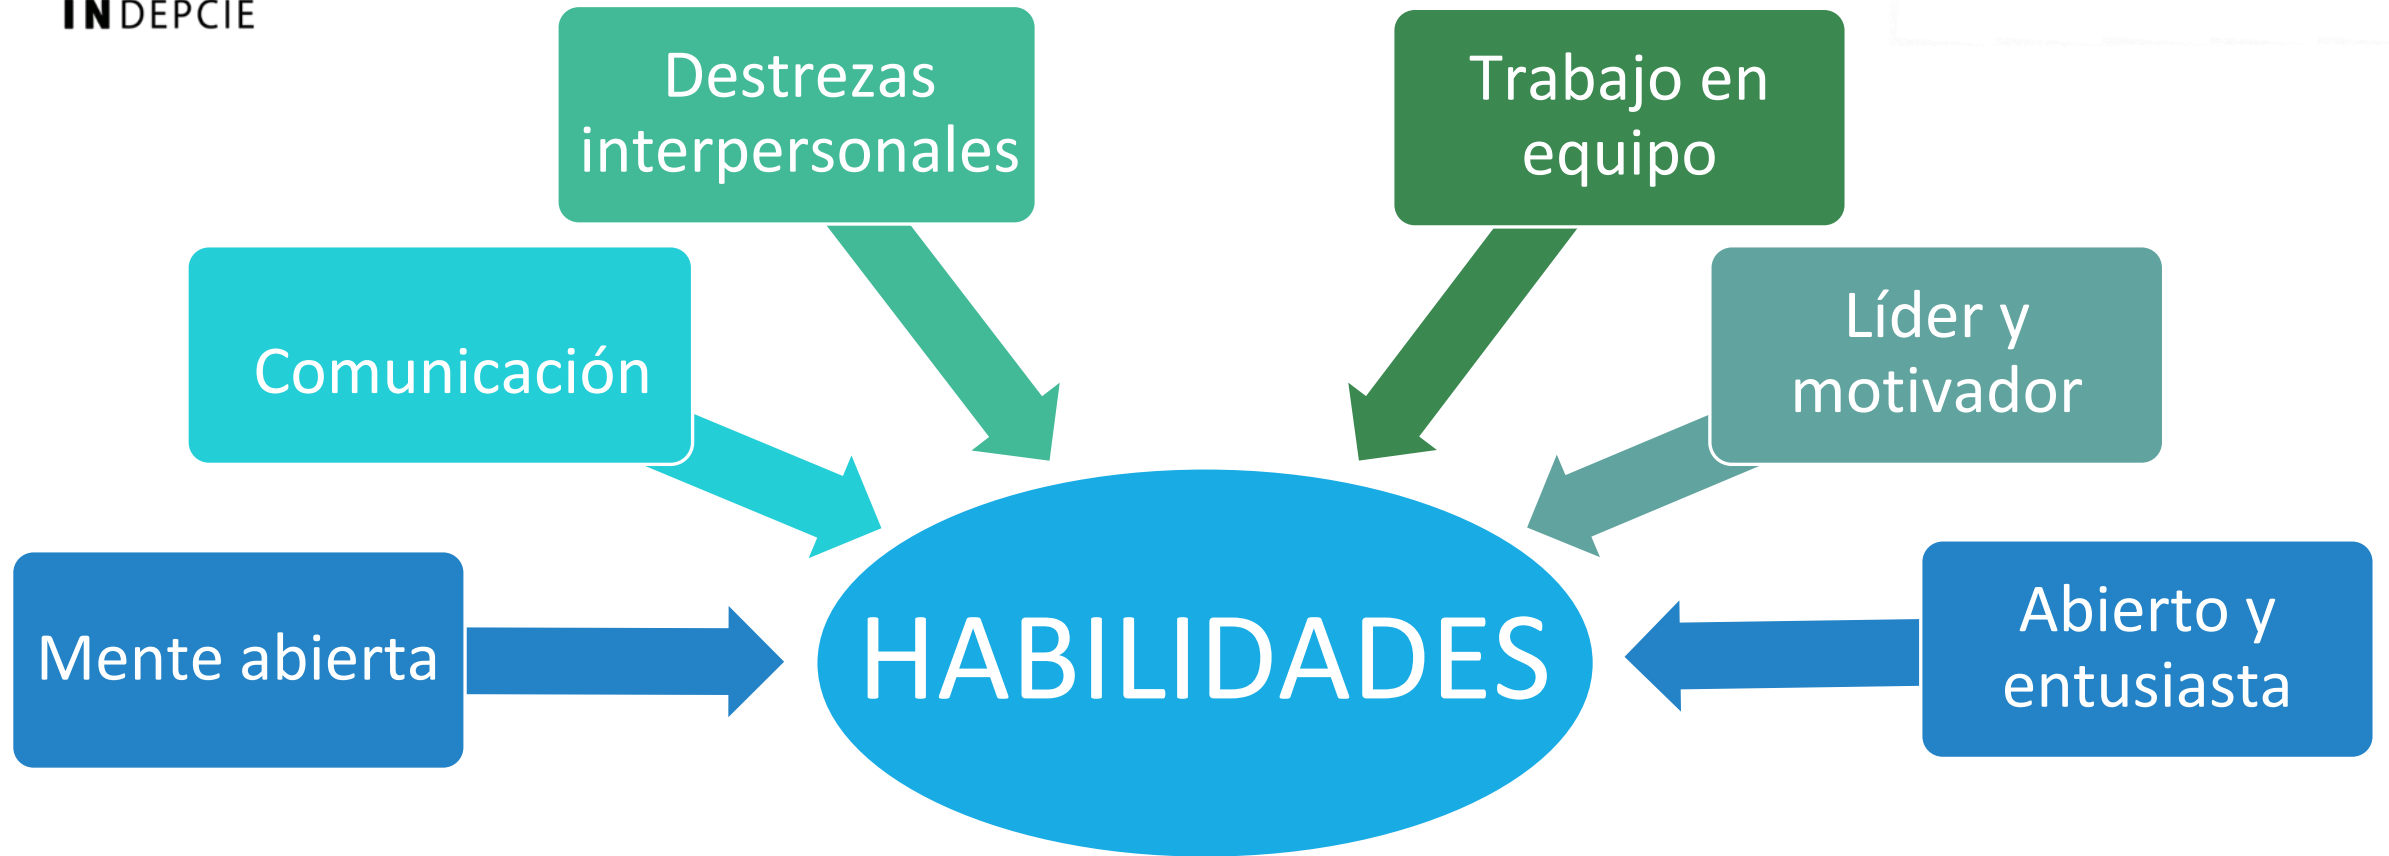 INDEPCIE
Destrezas
interpersonales
Trabajo en
equipo
Comunicación
Líder y
motivador
Mente abierta
HABILIDADES
Abierto y
entusiasta